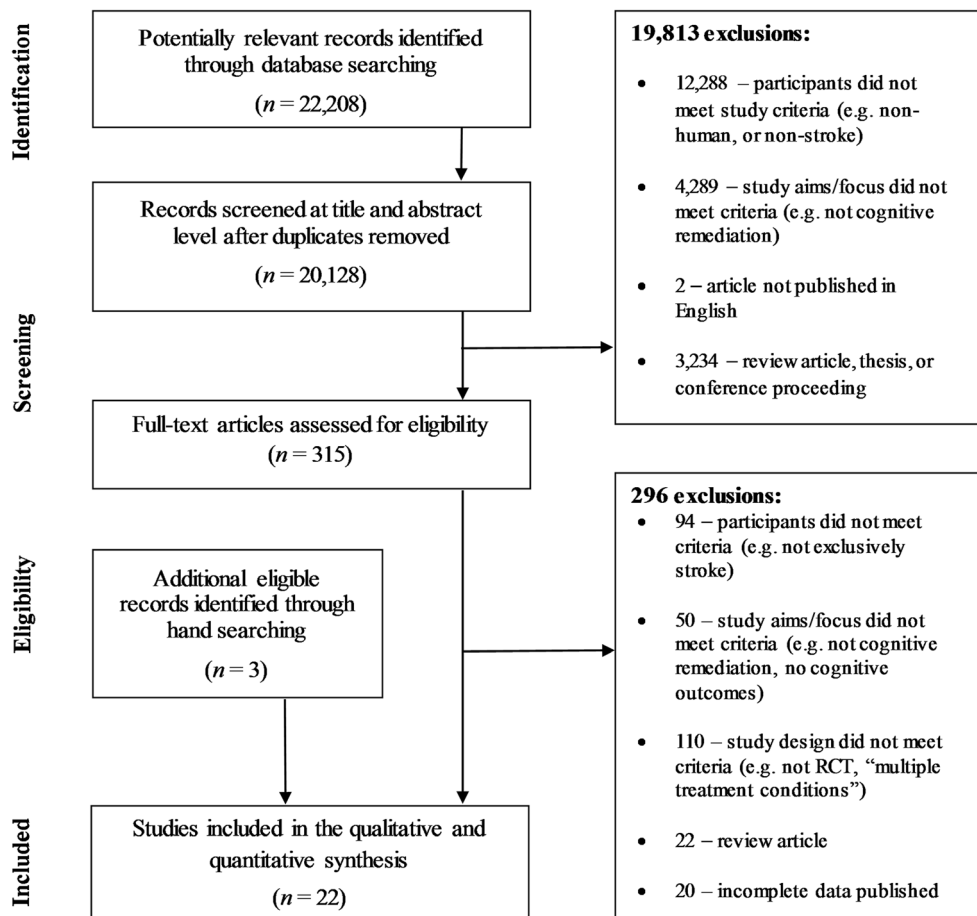 Identification
Potentially relevant records identified
through database searching
(n = 22,208)
Records screened at title and abstract
level after duplicates removed
(n = 20,128)
19,813 exclusions:
• 12,288 – participants did not
meet study criteria (e.g. non-
human, or non-stroke)
• 4,289 – study aims/focus did not
meet criteria (e.g. not cognitive
remediation)
• 2 – article not published in
English
• 3,234 – review article, thesis, or
conference proceeding
Screening
Full-text articles assessed for eligibility
(n = 315)
296 exclusions:
• 94 – participants did not meet
criteria (e.g. not exclusively
stroke)
• 50 – study aims/focus did not
meet criteria (e.g. not cognitive
remediation, no cognitive
outcomes)
• 110 – study design did not meet
criteria (e.g. not RCT, “multiple
treatment conditions”)
• 22 – review article
• 20 – incomplete data published
Eligibility
Additional eligible
records identified through
hand searching
(n = 3)
Included
Studies included in the qualitative and
quantitative synthesis
(n = 22)